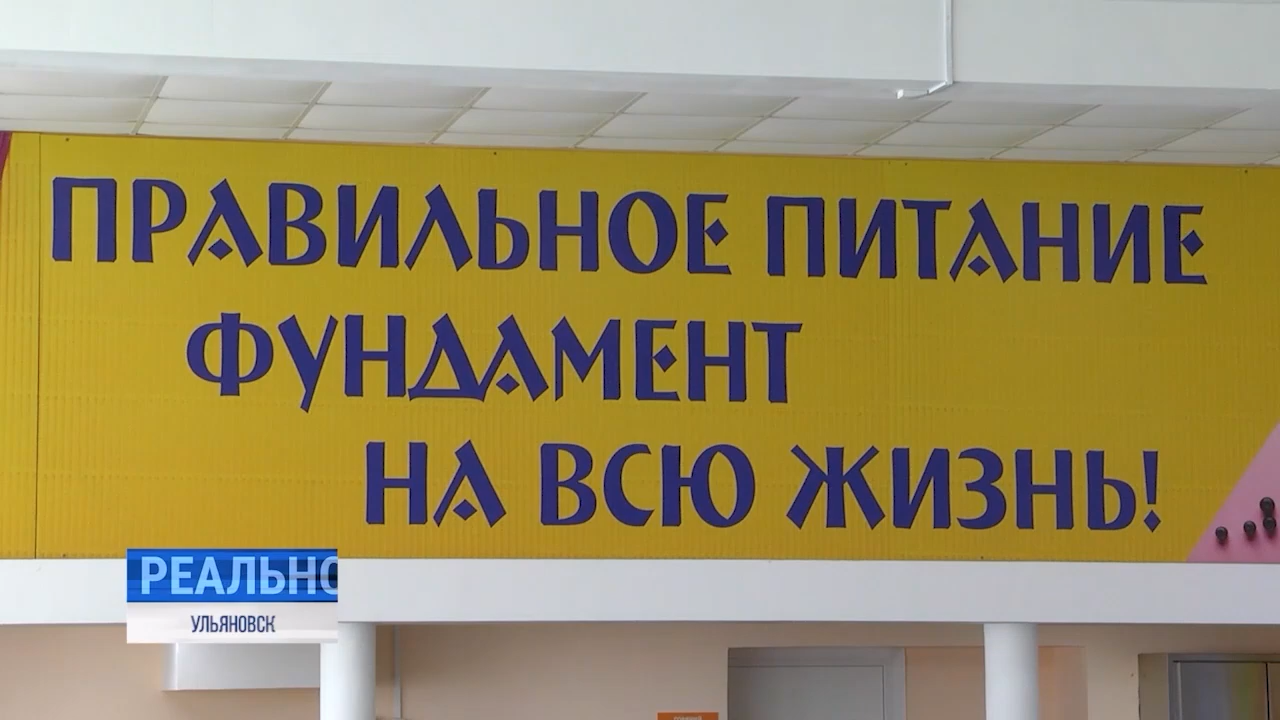 ПРАВИЛЬНОЕ ПИТАНИЕ
ФУНДАМЕНТ
НА ВСЮ ЖИЗНЬ!
РЕАЛЬНО
УЛЬЯНОВСК